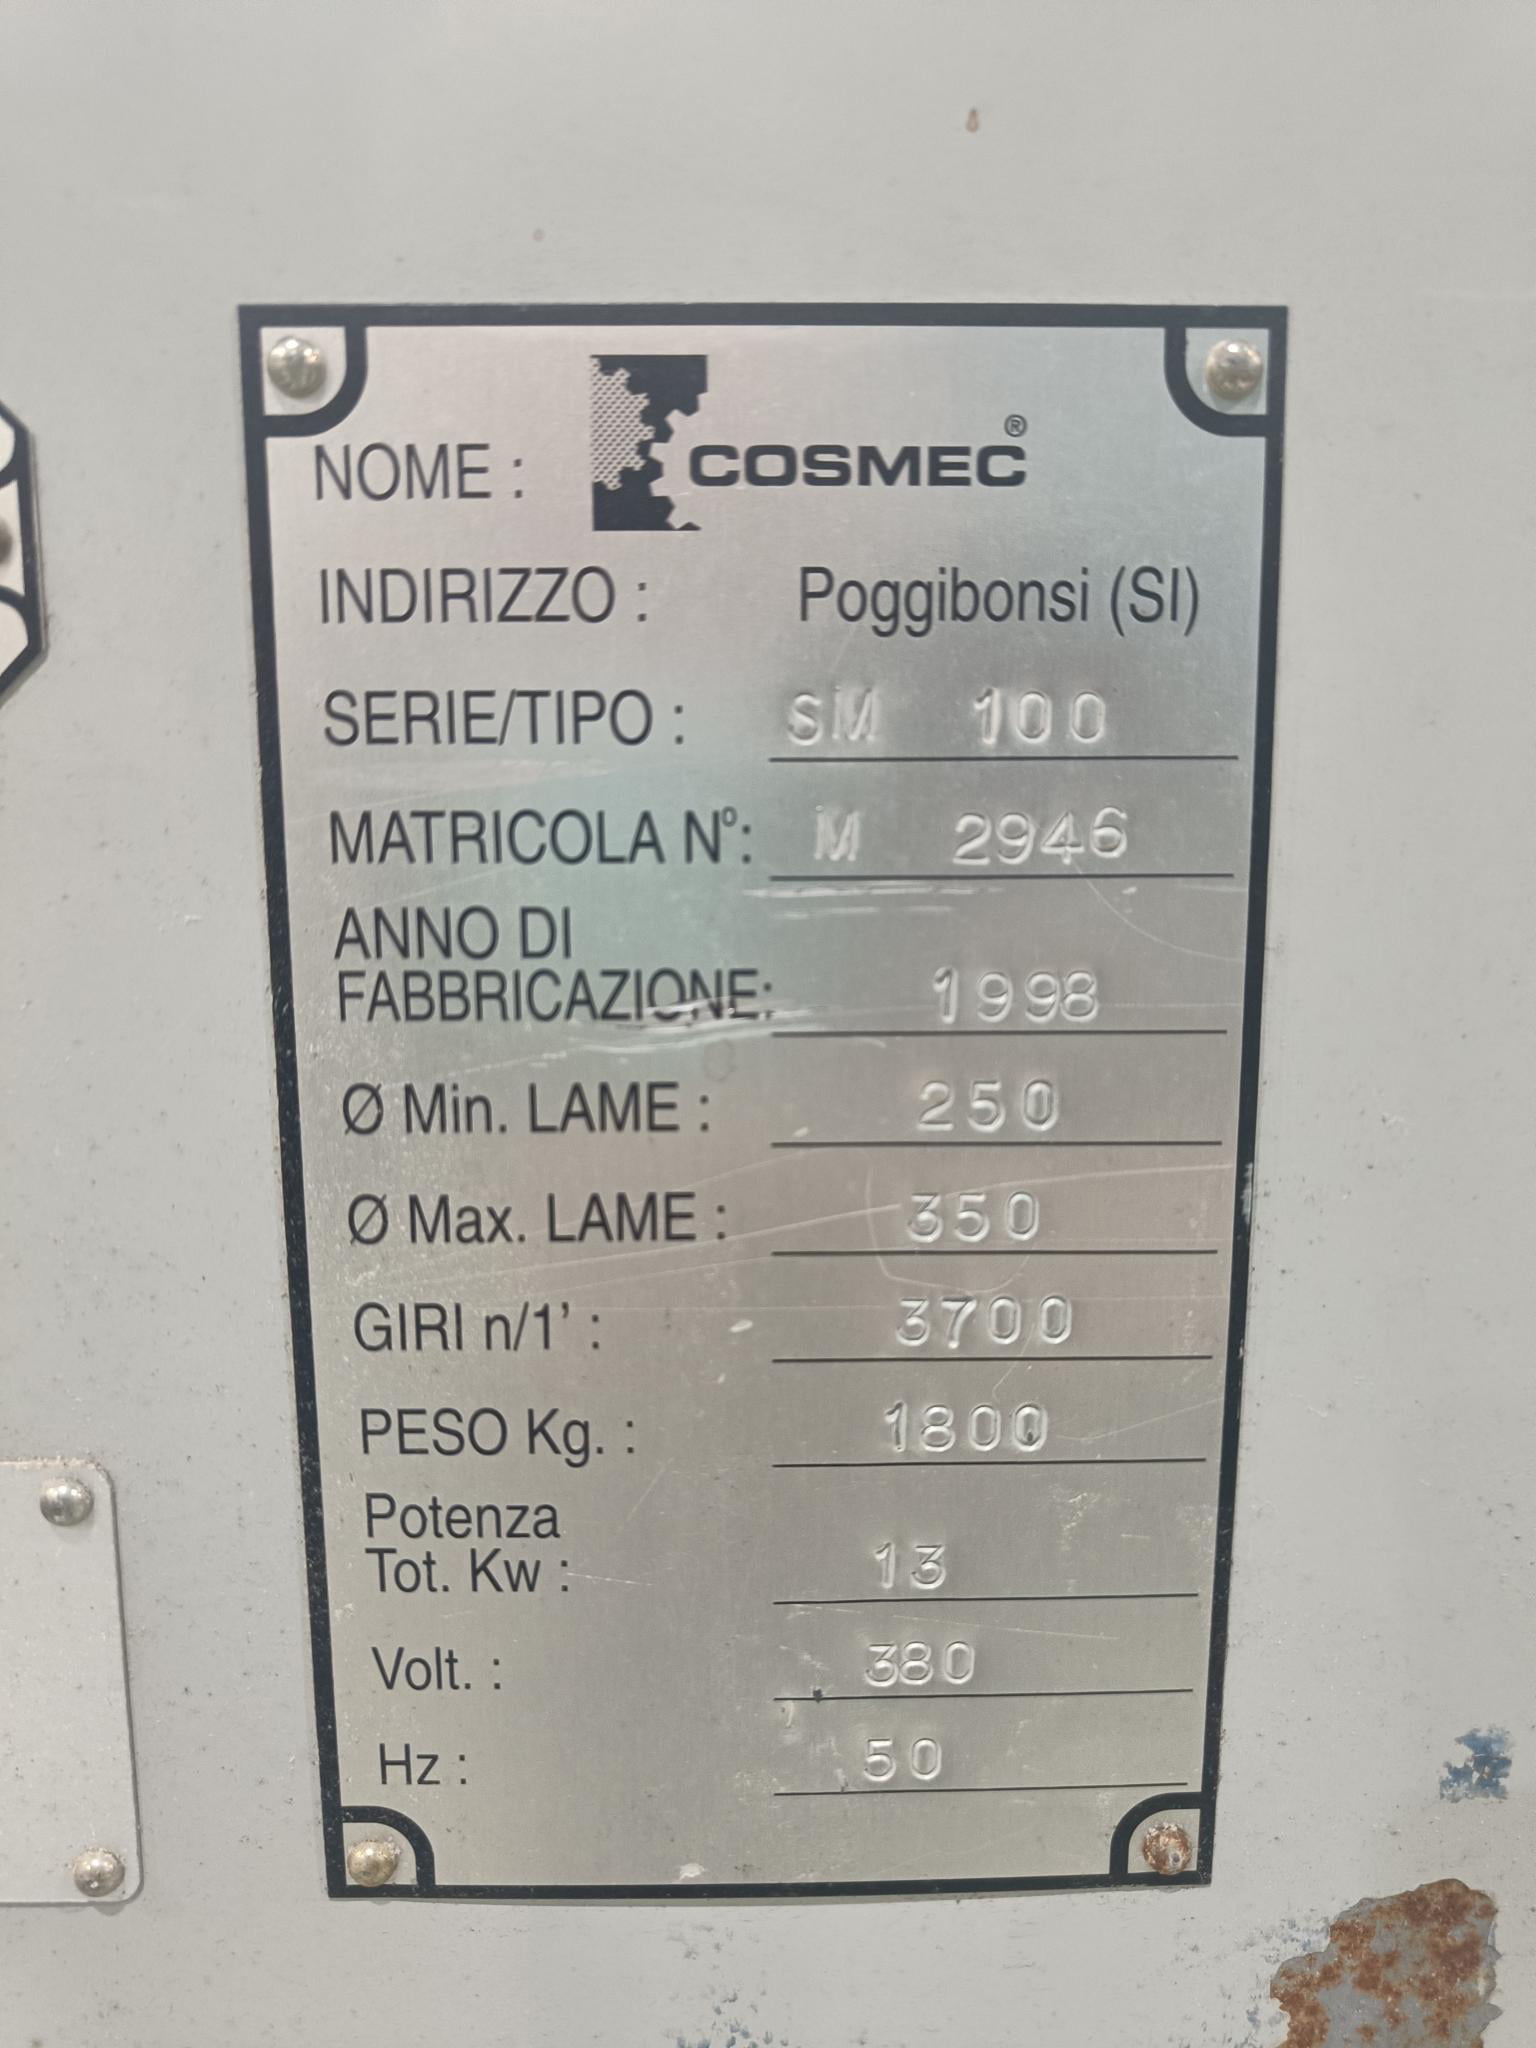 NOME : COSMEC®
INDIRIZZO : Poggibonsi (SI)
SERIE/TIPO : SM 100
MATRICOLA N°: M 2946
ANNO DI
FABBRICAZIONE: 1998
Ø Min. LAME : 250
Ø Max. LAME : 350
GIRI n/1' : 3700
PESO Kg. : 1800
Potenza
Tot. Kw : 13
Volt. : 380
Hz : 50